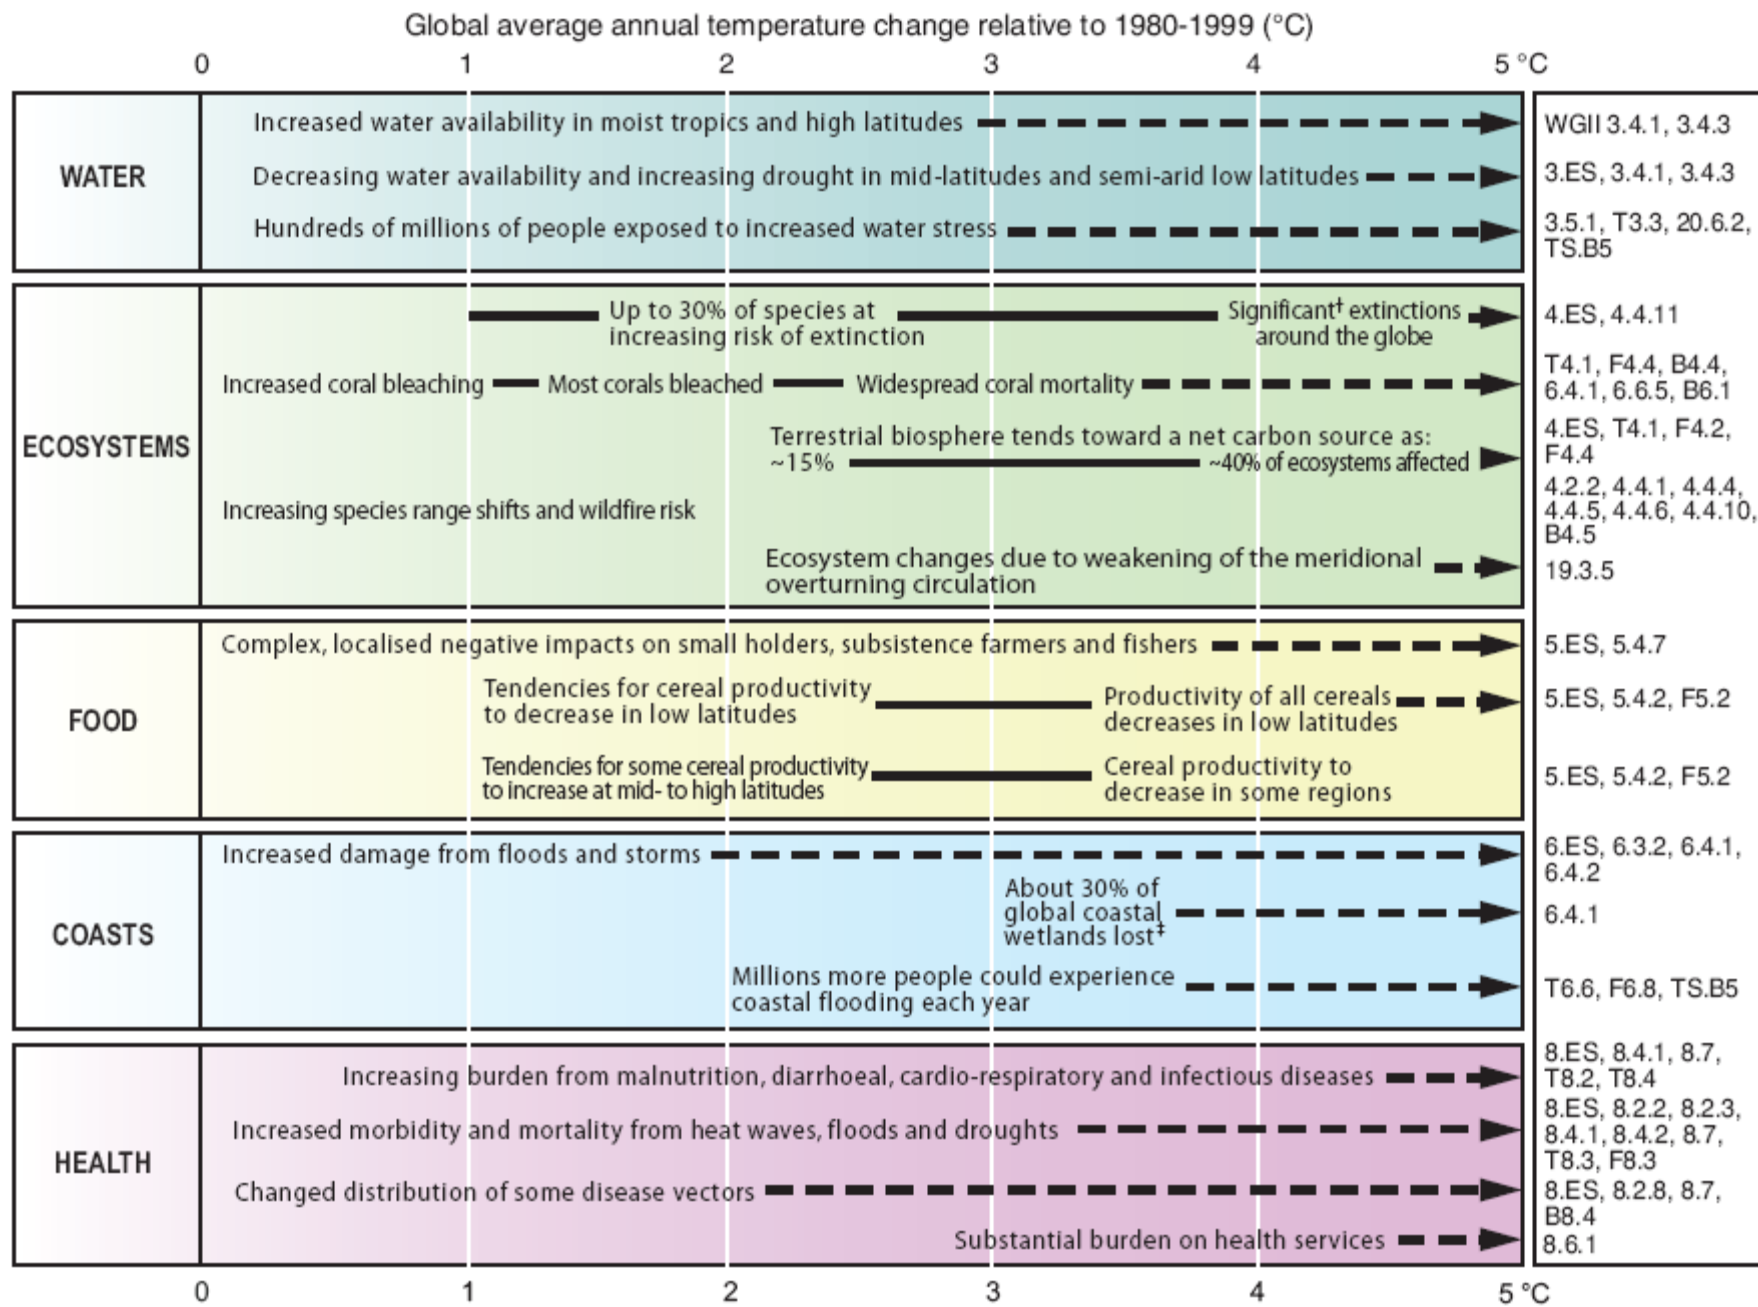 Global average annual temperature change relative to 1980-1999 (°C)
0 1 2 3 4 5 °C
WATER
Increased water availability in moist tropics and high latitudes
WGII 3.4.1, 3.4.3
Decreasing water availability and increasing drought in mid-latitudes and semi-arid low latitudes
3.ES, 3.4.1, 3.4.3
Hundreds of millions of people exposed to increased water stress
3.5.1, T3.3, 20.6.2,
TS.B5
ECOSYSTEMS
Up to 30% of species at
increasing risk of extinction
Significant† extinctions
around the globe
4.ES, 4.4.11
Increased coral bleaching
Most corals bleached
Widespread coral mortality
T4.1, F4.4, B4.4,
6.4.1, 6.6.5, B6.1
Terrestrial biosphere tends toward a net carbon source as:
~15%
~40% of ecosystems affected
4.ES, T4.1, F4.2,
F4.4
Increasing species range shifts and wildfire risk
4.2.2, 4.4.1, 4.4.4,
4.4.5, 4.4.6, 4.4.10,
B4.5
Ecosystem changes due to weakening of the meridional
overturning circulation
19.3.5
FOOD
Complex, localised negative impacts on small holders, subsistence farmers and fishers
5.ES, 5.4.7
Tendencies for cereal productivity
to decrease in low latitudes
Productivity of all cereals
decreases in low latitudes
5.ES, 5.4.2, F5.2
Tendencies for some cereal productivity
to increase at mid- to high latitudes
Cereal productivity to
decrease in some regions
5.ES, 5.4.2, F5.2
COASTS
Increased damage from floods and storms
6.ES, 6.3.2, 6.4.1,
6.4.2
About 30% of
global coastal
wetlands lost‡
6.4.1
Millions more people could experience
coastal flooding each year
T6.6, F6.8, TS.B5
HEALTH
Increasing burden from malnutrition, diarrhoeal, cardio-respiratory and infectious diseases
8.ES, 8.4.1, 8.7,
T8.2, T8.4
Increased morbidity and mortality from heat waves, floods and droughts
8.ES, 8.2.2, 8.2.3,
8.4.1, 8.4.2, 8.7,
T8.3, F8.3
Changed distribution of some disease vectors
8.ES, 8.2.8, 8.7,
B8.4
Substantial burden on health services
8.6.1
0 1 2 3 4 5 °C